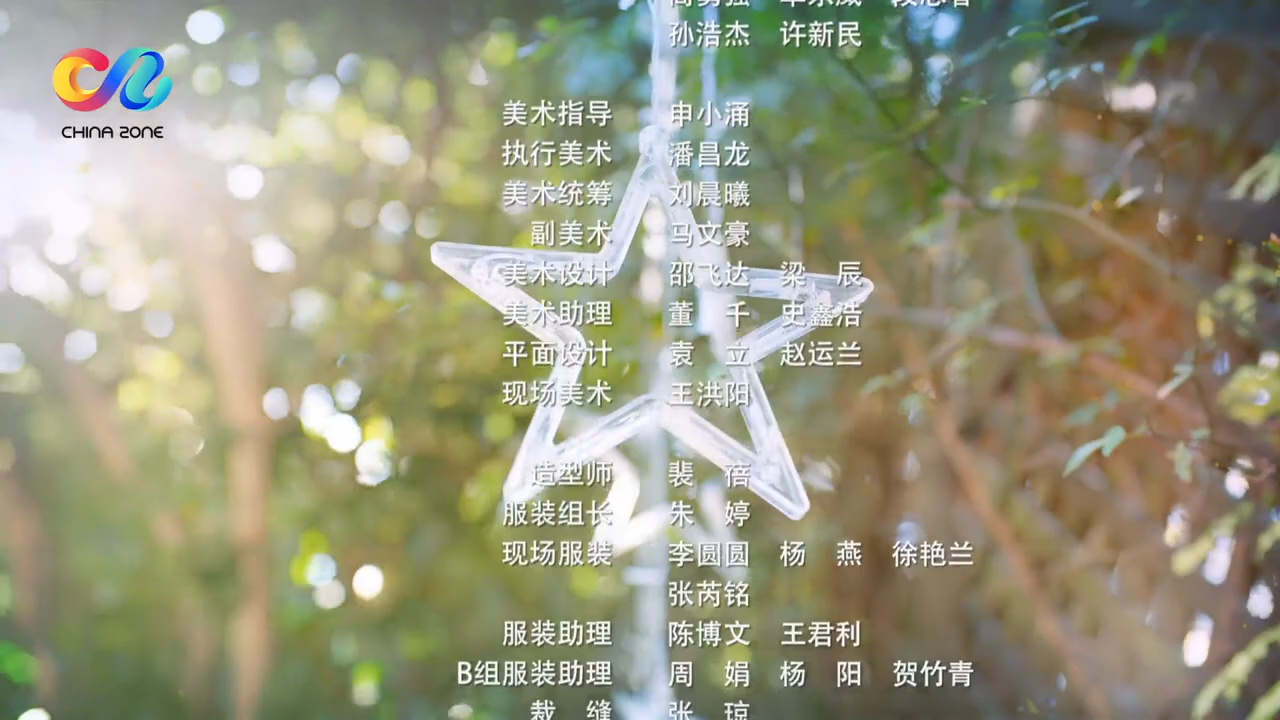 孙浩杰 许新民
CHINA ZONE
美术指导 申小涌
执行美术 潘昌龙
美术统筹 刘晨曦
副美术 马文豪
美术设计 邵飞达 梁 辰
美术助理 董 千 史鑫浩
平面设计 袁 立 赵运兰
现场美术 王洪阳
造型师 裴 蓓
服装组长 朱 婷
现场服装 李圆圆 杨 燕 徐艳兰
张芮铭
服装助理 陈博文 王君利
B组服装助理 周 娟 杨 阳 贺竹青
裁 缝 张 琼